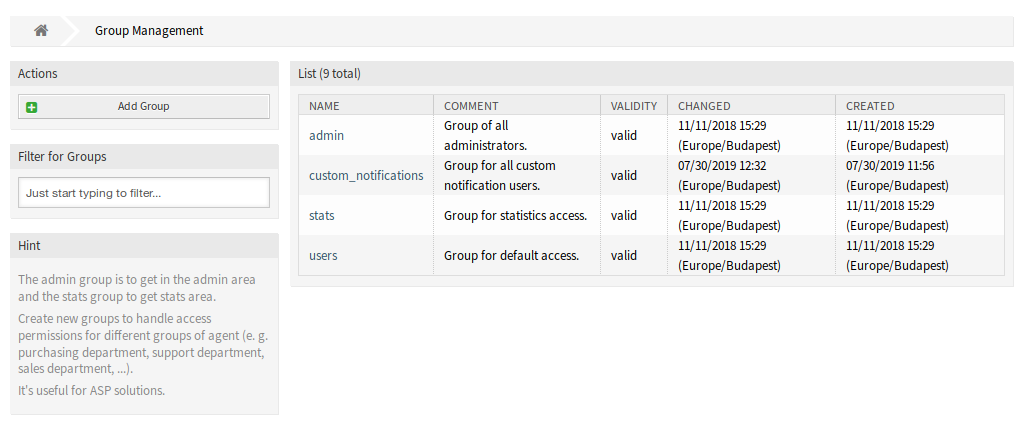 Group Management
Actions
Add Group
Filter for Groups
Just start typing to filter...
Hint
The admin group is to get in the admin area
and the stats group to get stats area.
Create new groups to handle access
permissions for different groups of agent (e. g.
purchasing department, support department,
sales department, ...).
It's useful for ASP solutions.
List (9 total)
NAME COMMENT VALIDITY CHANGED CREATED
admin Group of all administrators. valid 11/11/2018 15:29 (Europe/Budapest) 11/11/2018 15:29 (Europe/Budapest)
custom_notifications Group for all custom notification users. valid 07/30/2019 12:32 (Europe/Budapest) 07/30/2019 11:56 (Europe/Budapest)
stats Group for statistics access. valid 11/11/2018 15:29 (Europe/Budapest) 11/11/2018 15:29 (Europe/Budapest)
users Group for default access. valid 11/11/2018 15:29 (Europe/Budapest) 11/11/2018 15:29 (Europe/Budapest)